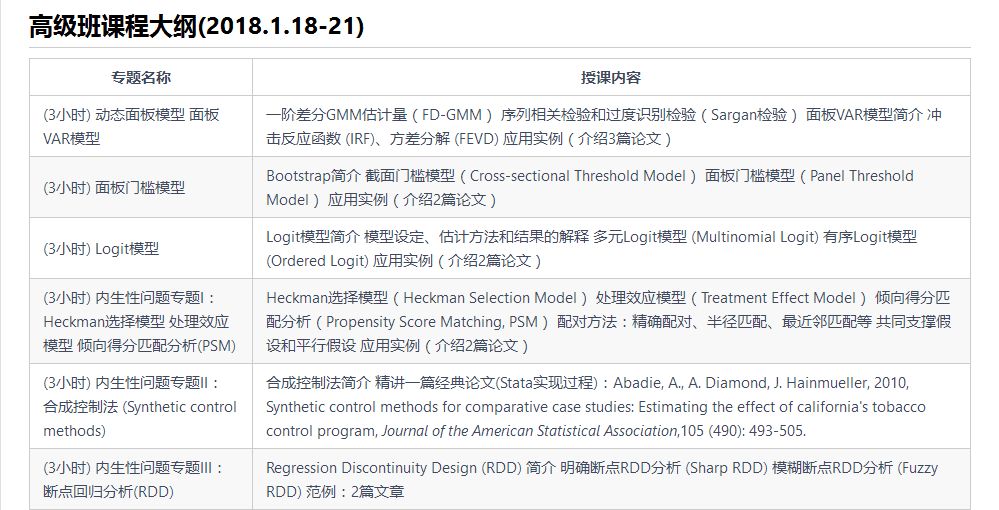 高级班课程大纲(2018.1.18-21)
专题名称
授课内容
(3小时) 动态面板模型 面板
VAR模型
一阶差分GMM估计量（FD-GMM） 序列相关检验和过度识别检验（Sargan检验） 面板VAR模型简介 冲
击反应函数 (IRF)、方差分解 (FEVD) 应用实例（介绍3篇论文）
(3小时) 面板门槛模型
Bootstrap简介 截面门槛模型（Cross-sectional Threshold Model） 面板门槛模型（Panel Threshold
Model） 应用实例（介绍2篇论文）
(3小时) Logit模型
Logit模型简介 模型设定、估计方法和结果的解释 多元Logit模型 (Multinomial Logit) 有序Logit模型
(Ordered Logit) 应用实例（介绍2篇论文）
(3小时) 内生性问题专题I：
Heckman选择模型 处理效应
模型 倾向得分匹配分析(PSM)
Heckman选择模型（Heckman Selection Model） 处理效应模型（Treatment Effect Model） 倾向得分匹
配分析（Propensity Score Matching, PSM） 配对方法：精确配对、半径匹配、最近邻匹配等 共同支撑假
设和平行假设 应用实例（介绍2篇论文）
(3小时) 内生性问题专题II：
合成控制法 (Synthetic control
methods)
合成控制法简介 精讲一篇经典论文(Stata实现过程)：Abadie, A., A. Diamond, J. Hainmueller, 2010,
Synthetic control methods for comparative case studies: Estimating the effect of california's tobacco
control program, Journal of the American Statistical Association,105 (490): 493-505.
(3小时) 内生性问题专题III：
断点回归分析(RDD)
Regression Discontinuity Design (RDD) 简介 明确断点RDD分析 (Sharp RDD) 模糊断点RDD分析 (Fuzzy
RDD) 范例：2篇文章